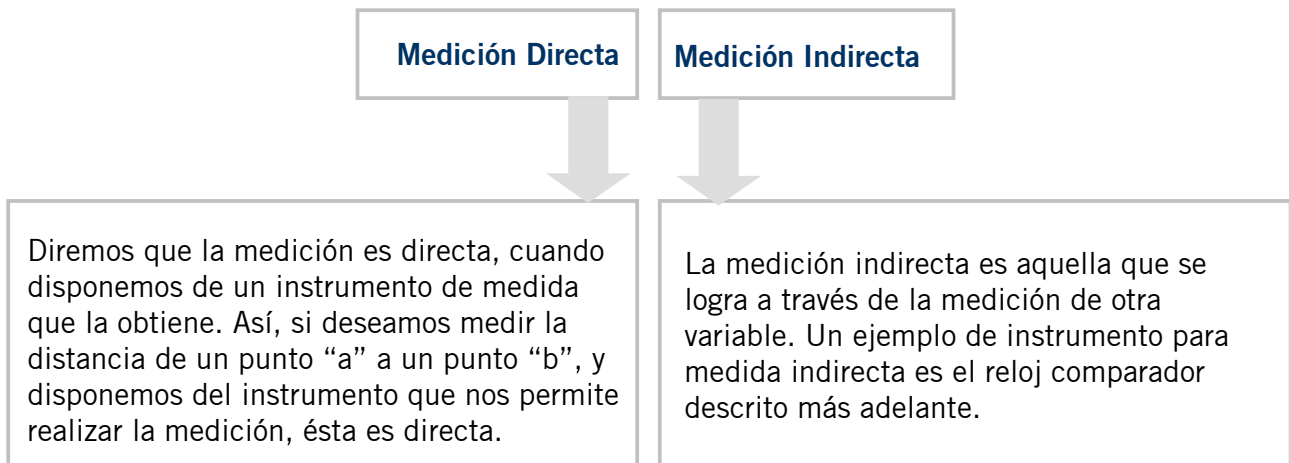 Medición Directa
Medición Indirecta
Diremos que la medición es directa, cuando
disponemos de un instrumento de medida
que la obtiene. Así, si deseamos medir la
distancia de un punto “a” a un punto “b”, y
disponemos del instrumento que nos permite
realizar la medición, ésta es directa.
La medición indirecta es aquella que se
logra a través de la medición de otra
variable. Un ejemplo de instrumento para
medida indirecta es el reloj comparador
descrito más adelante.